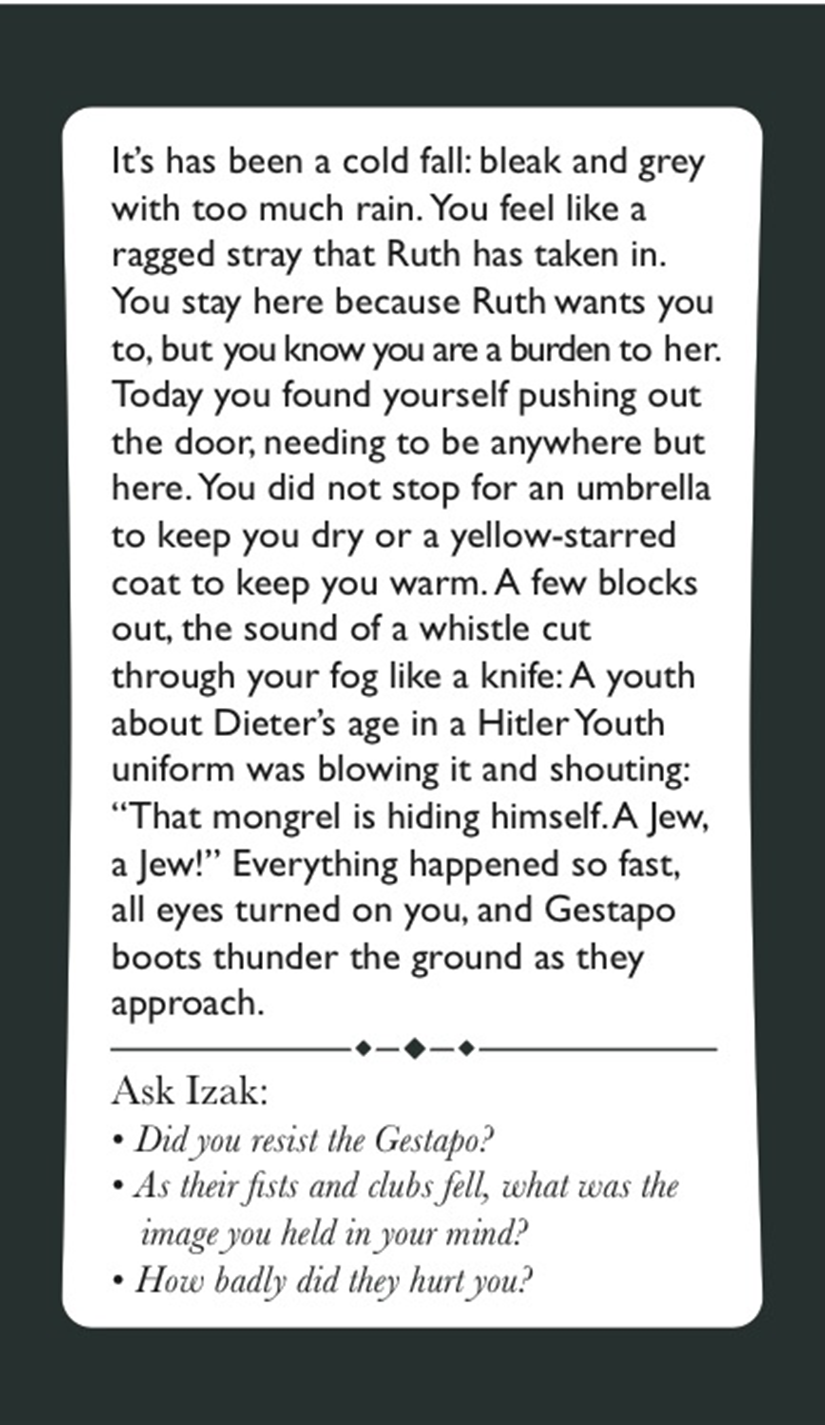 It’s has been a cold fall: bleak and grey
with too much rain. You feel like a
ragged stray that Ruth has taken in.
You stay here because Ruth wants you
to, but you know you are a burden to her.
Today you found yourself pushing out
the door, needing to be anywhere but
here. You did not stop for an umbrella
to keep you dry or a yellow-starred
coat to keep you warm. A few blocks
out, the sound of a whistle cut
through your fog like a knife: A youth
about Dieter’s age in a Hitler Youth
uniform was blowing it and shouting:
“That mongrel is hiding himself. A Jew,
a Jew!” Everything happened so fast,
all eyes turned on you, and Gestapo
boots thunder the ground as they
approach.
Ask Izak:
• Did you resist the Gestapo?
• As their fists and clubs fell, what was the
image you held in your mind?
• How badly did they hurt you?